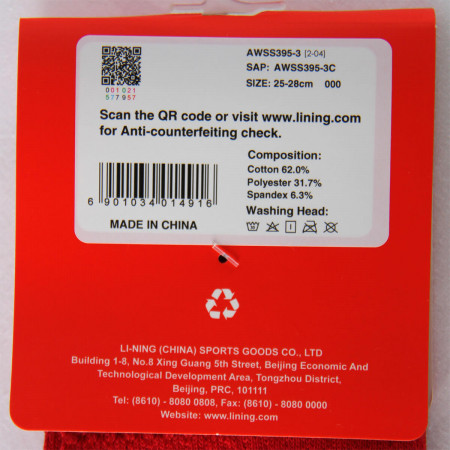 AWSS395-3 [2-04]
SAP: AWSS395-3C
SIZE: 25-28cm 000
001021
577957
Scan the QR code or visit www.lining.com
for Anti-counterfeiting check.
6 901034 014916
MADE IN CHINA
Composition:
Cotton 62.0%
Polyester 31.7%
Spandex 6.3%
Washing Head:
LI-NING (CHINA) SPORTS GOODS CO., LTD
Building 1-8, No.8 Xing Guang 5th Street, Beijing Economic And
Technological Development Area, Tongzhou District,
Beijing, PRC, 101111
Tel: (8610) - 8080 0808, Fax: (8610) - 8080 0000
Website: www.lining.com